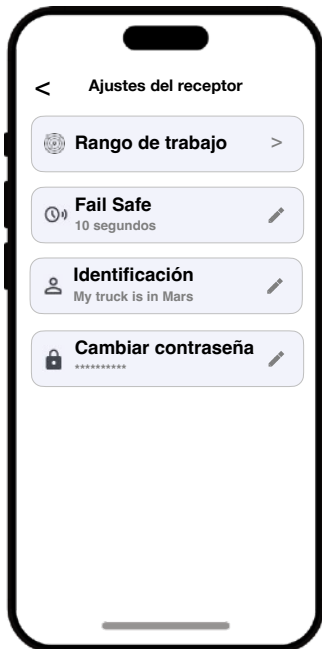 < Ajustes del receptor
Rango de trabajo >
Fail Safe
10 segundos
Identificación
My truck is in Mars
Cambiar contraseña
**********